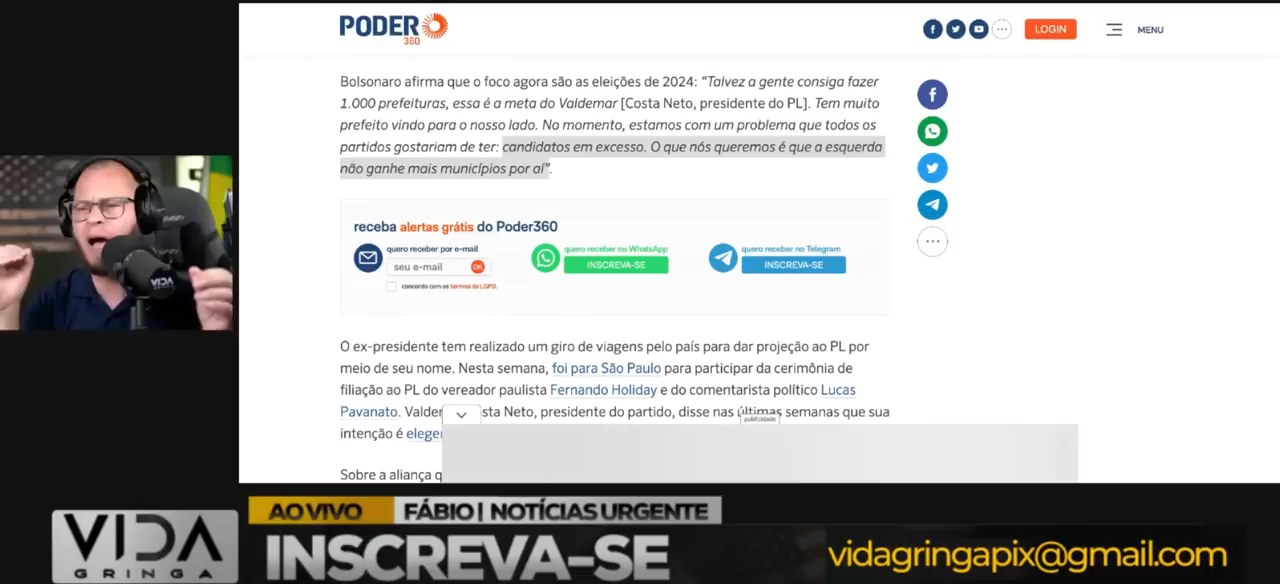 PODER
360
LOGIN
MENU
Bolsonaro afirma que o foco agora são as eleições de 2024: “Talvez a gente consiga fazer
1.000 prefeituras, essa é a meta do Valdemar [Costa Neto, presidente do PL]. Tem muito
prefeito vindo para o nosso lado. No momento, estamos com um problema que todos os
partidos gostariam de ter: candidatos em excesso. O que nós queremos é que a esquerda
não ganhe mais municípios por aí”.
receba alertas grátis do Poder360
quero receber por e-mail
seu e-mail
OK
concordo com os termos da LGPD.
quero receber no WhatsApp
INSCREVA-SE
quero receber no Telegram
INSCREVA-SE
O ex-presidente tem realizado um giro de viagens pelo país para dar projeção ao PL por
meio de seu nome. Nesta semana, foi para São Paulo para participar da cerimônia de
filiação ao PL do vereador paulista Fernando Holiday e do comentarista político Lucas
Pavanato. Valder sta Neto, presidente do partido, disse nas últimas semanas que sua
publicidade
intenção é elege
Sobre a aliança q
VIDA
AO VIVO
FÁBIO | NOTÍCIAS URGENTE
VIDA
GRINGA
INSCREVA-SE
vidagringapix@gmail.com